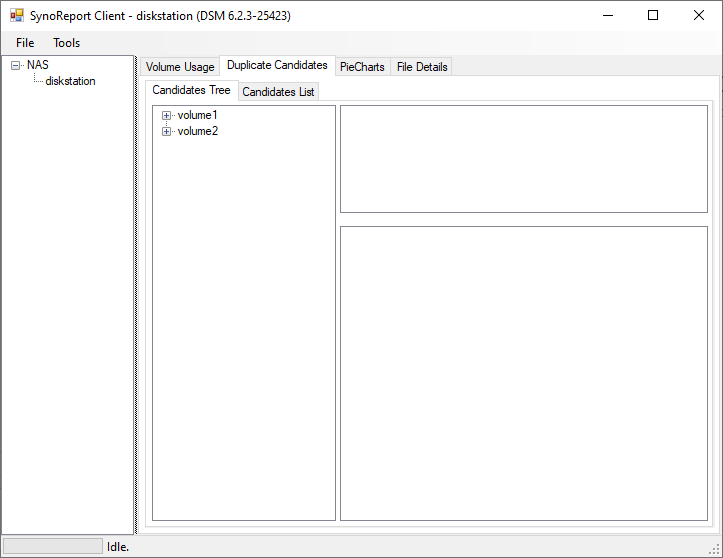 SynoReport Client - diskstation (DSM 6.2.3-25423)
File Tools
NAS
diskstation
Volume Usage Duplicate Candidates PieCharts File Details
Candidates Tree Candidates List
volume1
volume2
Idle.